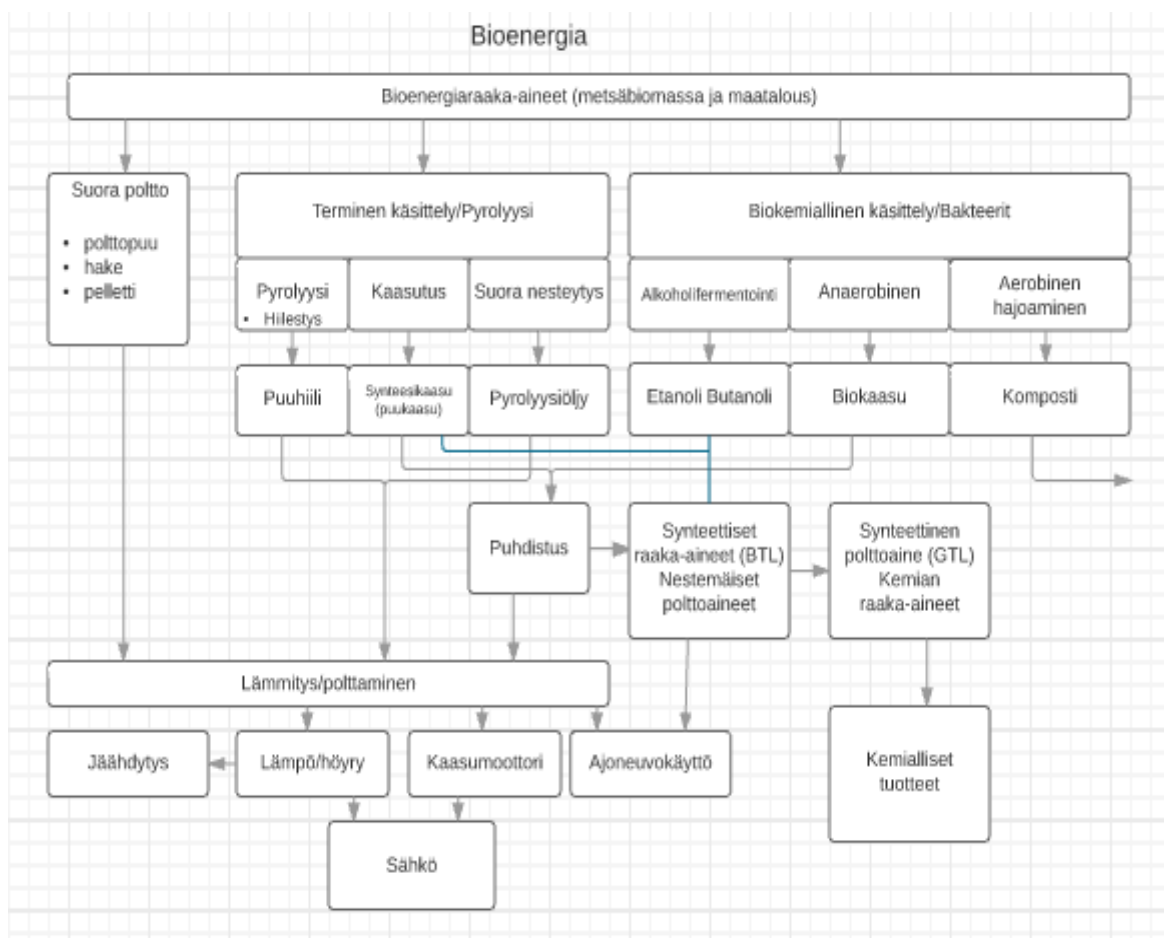 Bioenergia
Bioenergiaraaka-aineet (metsäbiomassa ja maatalous)
Suora poltto
• polttopuu
• hake
• pelletti
Terminen käsittely/Pyrolyysi
Biokemiallinen käsittely/Bakteerit
Pyrolyysi
• Hiilestys
Kaasutus
Suora nesteytys
Alkoholifermentointi
Anaerobinen
Aerobinen
hajoaminen
Puuhiili
Synteesikaasu
(puukaasu)
Pyrolyysiöljy
Etanoli Butanoli
Biokaasu
Komposti
Puhdistus
Synteettiset
raaka-aineet (BTL)
Nestemäiset
polttoaineet
Synteettinen
polttoaine (GTL)
Kemian
raaka-aineet
Lämmitys/polttaminen
Jäähdytys
Lämpö/höyry
Kaasumoottori
Ajoneuvokäyttö
Kemialliset
tuotteet
Sähkö